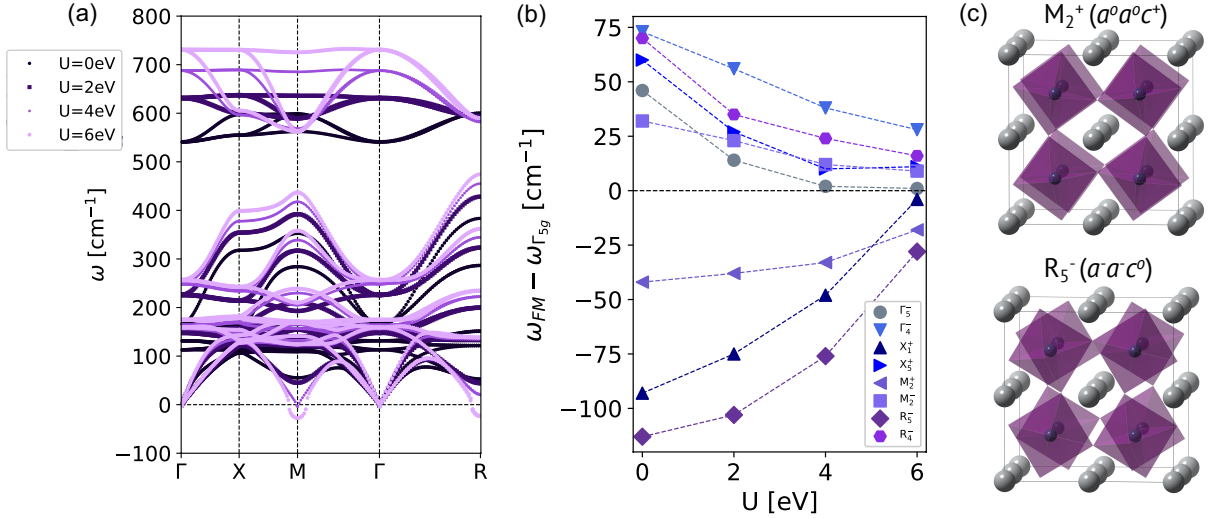 (a)
U=0eV
U=2eV
U=4eV
U=6eV
ω [cm⁻¹]
800
700
600
500
400
300
200
100
0
−100
Γ X M Γ R
(b)
ω_FM − ω_Γ₅g [cm⁻¹]
75
50
25
0
−25
−50
−75
−100
0 2 4 6
U [eV]
Γ₅⁻
Γ₄⁻
X₁⁺
X₅⁺
M₂⁺
M₂⁻
R₅⁻
R₄⁻
(c)
M₂⁺ (a⁰a⁰c⁺)
R₅⁻ (a⁻a⁻c⁰)